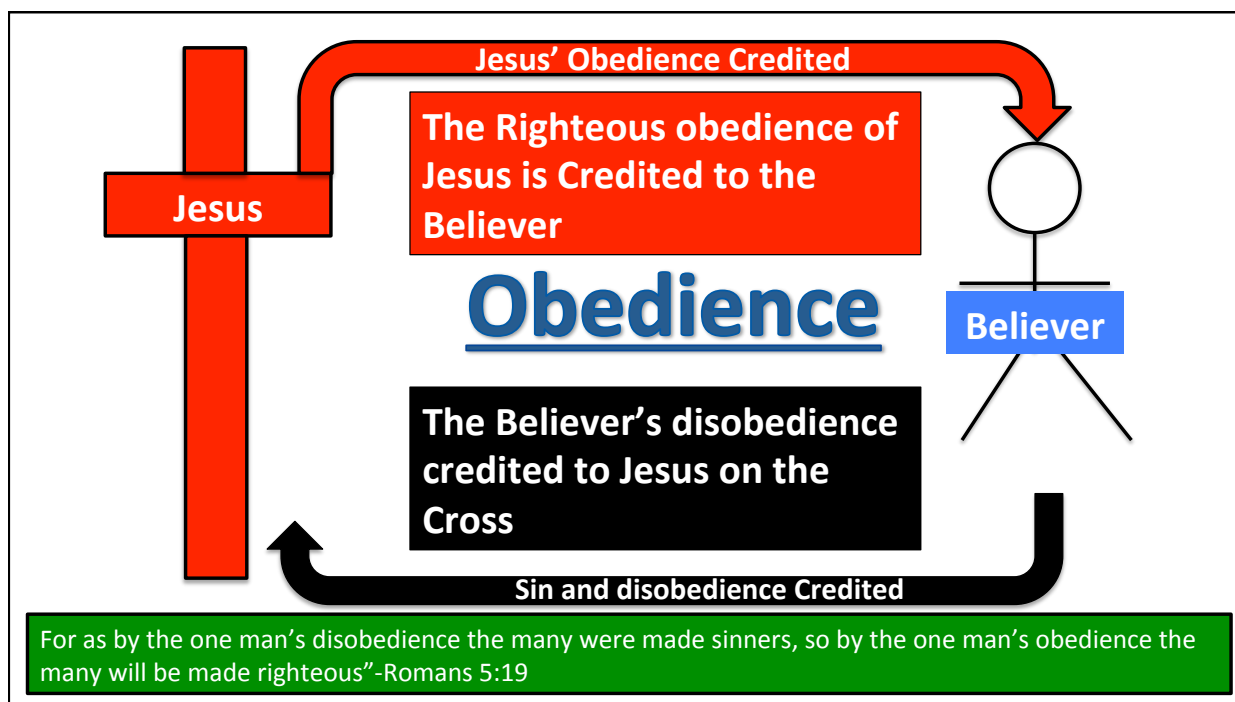 Jesus’ Obedience Credited
The Righteous obedience of
Jesus is Credited to the
Believer
Jesus
Obedience
Believer
The Believer’s disobedience
credited to Jesus on the
Cross
Sin and disobedience Credited
For as by the one man’s disobedience the many were made sinners, so by the one man’s obedience the
many will be made righteous”-Romans 5:19